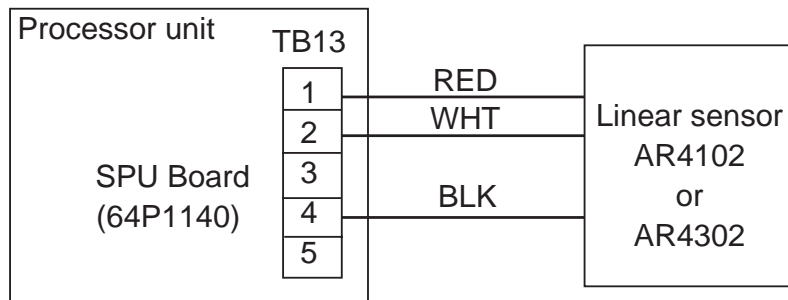 Processor unit
TB13
1
2
3
4
5
SPU Board
(64P1140)
RED
WHT
BLK
Linear sensor
AR4102
or
AR4302